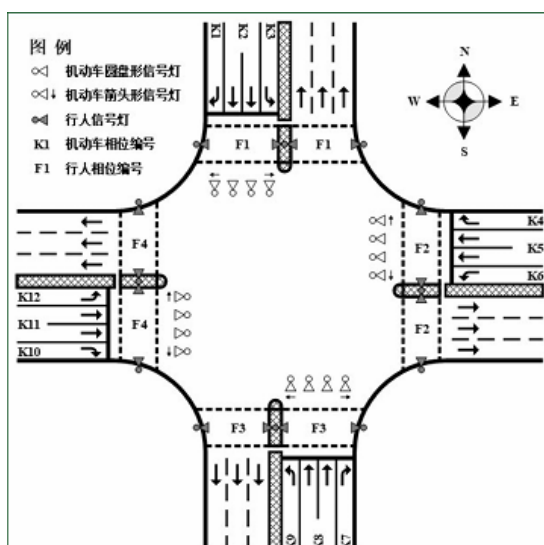 图 例
机动车圆盘形信号灯
机动车箭头形信号灯
行人信号灯
K1 机动车相位编号
F1 行人相位编号
K1
K2
K3
N
W
E
S
F1
F1
K4
K5
K6
F4
F2
K12
K11
K10
F4
F2
F3
F3
K9
K8
K7